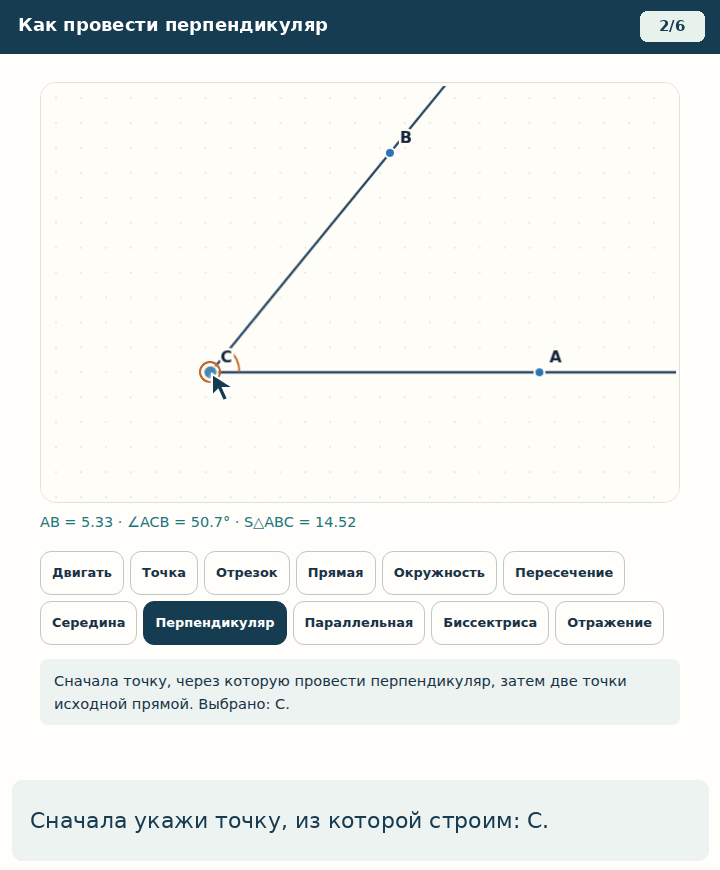 Как провести перпендикуляр
2/6
B
C
A
AB = 5.33 · ∠ACB = 50.7° · S△ABC = 14.52
Двигать
Точка
Отрезок
Прямая
Окружность
Пересечение
Середина
Перпендикуляр
Параллельная
Биссектриса
Отражение
Сначала точку, через которую провести перпендикуляр, затем две точки
исходной прямой. Выбрано: C.
Сначала укажи точку, из которой строим: C.